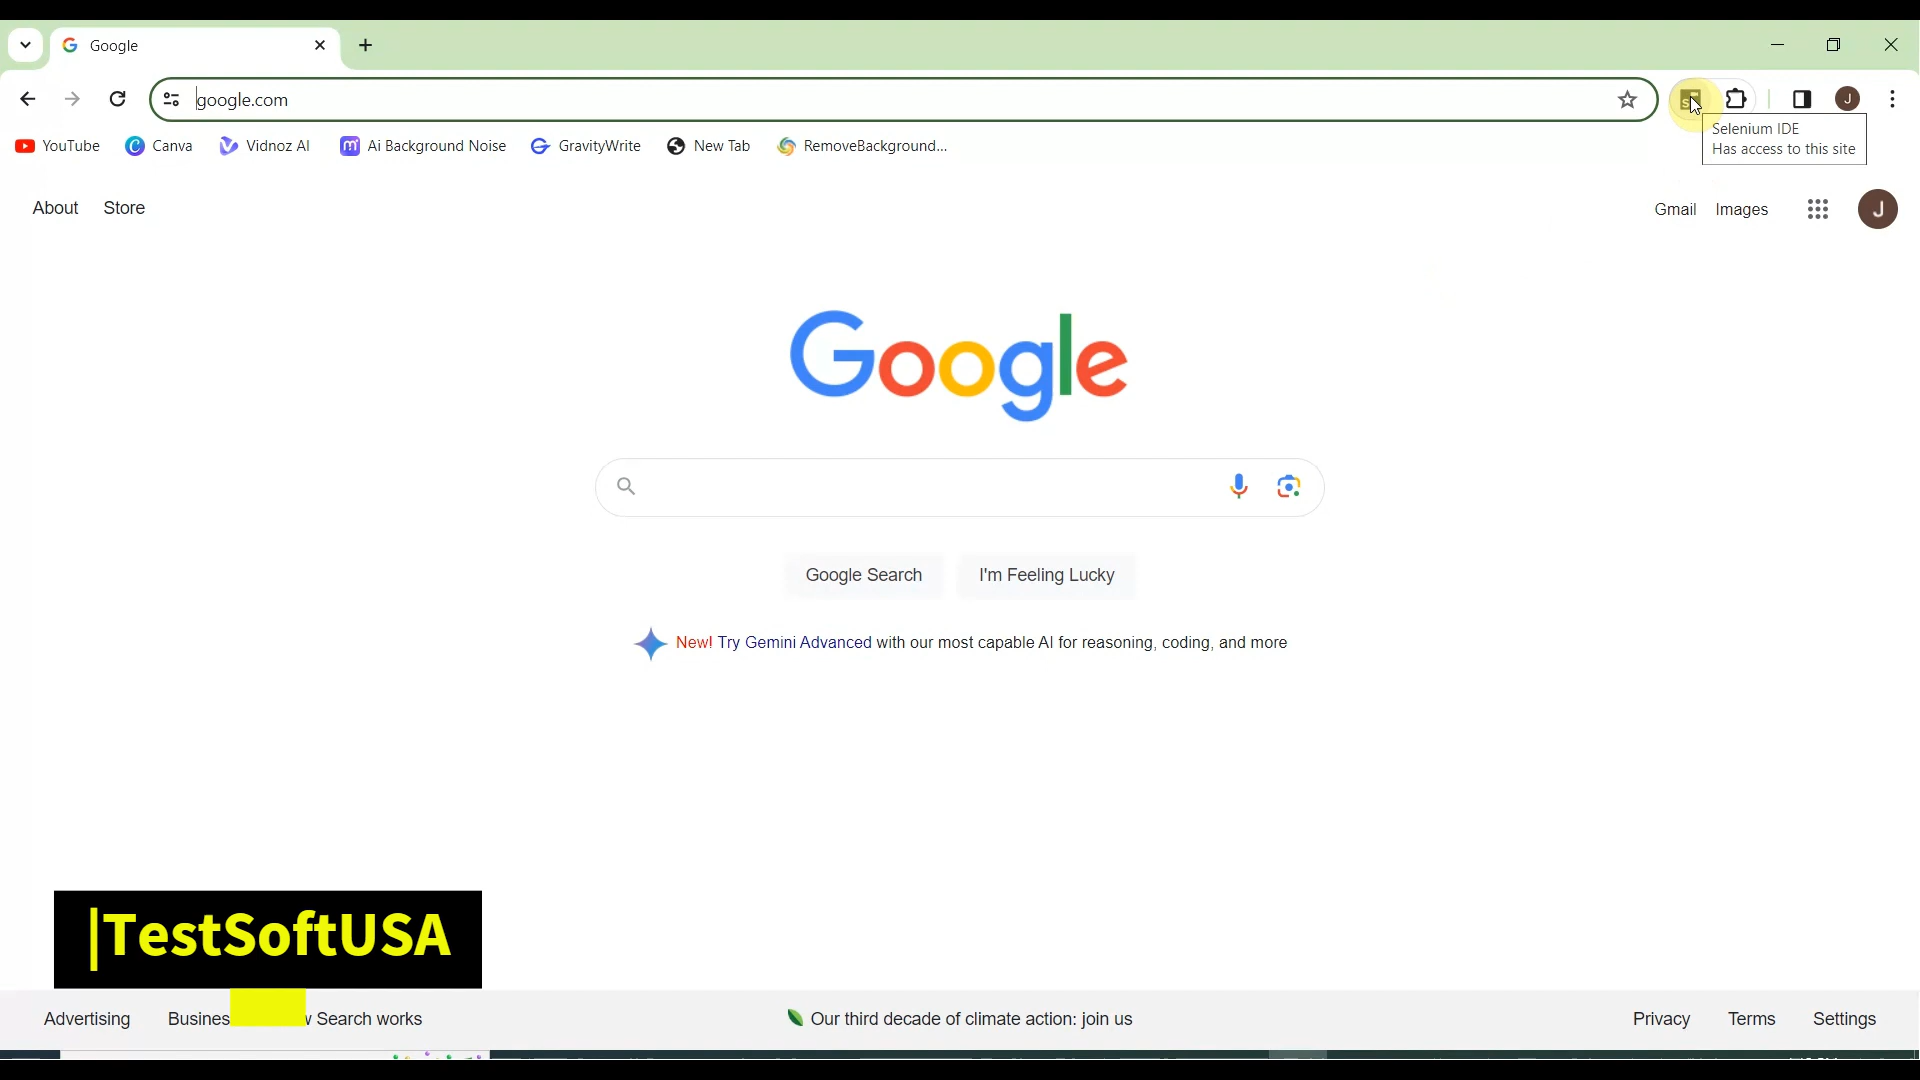 Google
google.com
Selenium IDE
Has access to this site
YouTube Canva Vidnoz AI Ai Background Noise GravityWrite New Tab RemoveBackground...
About Store
Gmail Images
J
J
Google
Google Search I'm Feeling Lucky
New! Try Gemini Advanced with our most capable AI for reasoning, coding, and more
TestSoftUSA
Advertising Busines Search works
Our third decade of climate action: join us
Privacy Terms Settings